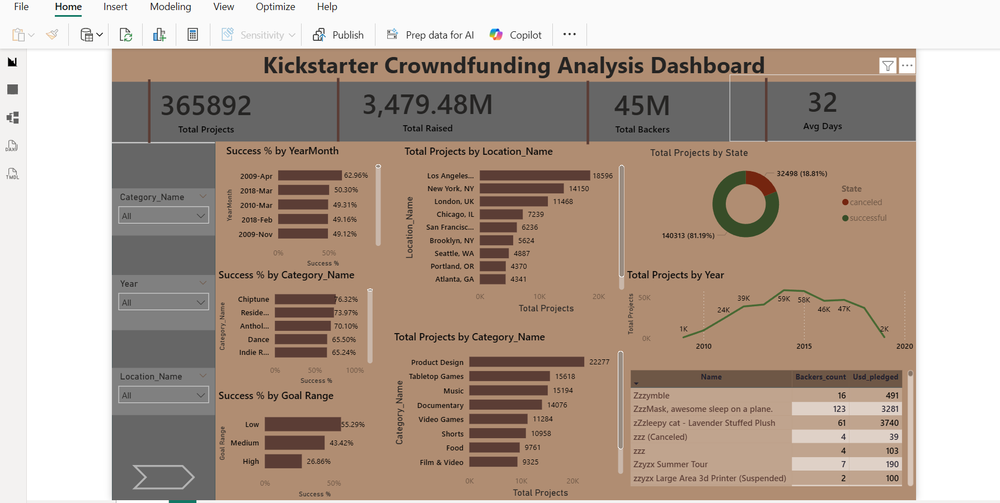 File Home Insert Modeling View Optimize Help
Sensitivity Publish Prep data for AI Copilot
DAX
TMDL
Kickstarter Crowndfunding Analysis Dashboard
365892
Total Projects
3,479.48M
Total Raised
45M
Total Backers
32
Avg Days
Category_Name
All
Year
All
Location_Name
All
Success % by YearMonth
YearMonth
2009-Apr 62.96%
2018-Mar 50.30%
2010-Mar 49.31%
2018-Feb 49.16%
2009-Nov 49.12%
0% 50%
Success %
Success % by Category_Name
Category_Name
Chiptune 76.32%
Reside... 73.97%
Anthol... 70.10%
Dance 65.50%
Indie R... 65.24%
0% 50% 100%
Success %
Success % by Goal Range
Goal Range
Low 55.29%
Medium 43.42%
High 26.86%
0% 50%
Success %
Total Projects by Location_Name
Location_Name
Los Angeles... 18596
New York, NY 14150
London, UK 11468
Chicago, IL 7239
San Francisc... 6236
Brooklyn, NY 5624
Seattle, WA 4887
Portland, OR 4370
Atlanta, GA 4341
0K 10K 20K
Total Projects
Total Projects by Category_Name
Category_Name
Product Design 22277
Tabletop Games 15618
Music 15194
Documentary 14076
Video Games 11284
Shorts 10958
Food 9761
Film & Video 9325
0K 10K 20K
Total Projects
Total Projects by State
32498 (18.81%)
140313 (81.19%)
State
canceled
successful
Total Projects by Year
Total Projects
50K
0K
1K 24K 39K 59K 58K 46K 47K 2K
2010 2015 2020
Name Backers_count Usd_pledged
Zzzymble 16 491
ZzzMask, awesome sleep on a plane. 123 3281
zZzleepy cat - Lavender Stuffed Plush 61 3740
zzz (Canceled) 4 39
zzz 4 103
Zzyzx Summer Tour 7 190
zzyzx Large Area 3d Printer (Suspended) 2 100